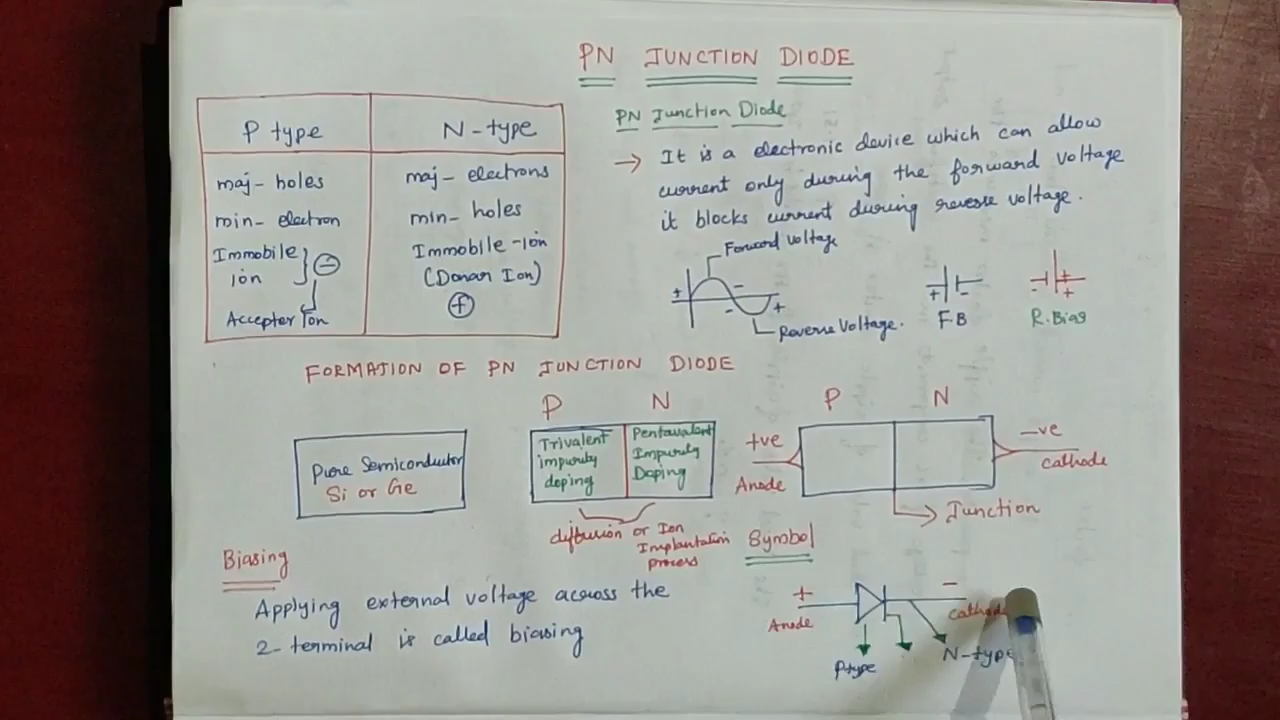 PN JUNCTION DIODE
P type
N-type
maj- holes
maj- electrons
min- electron
min- holes
Immobile ion } −
Immobile -ion
(Donar Ion)
+
Accepter Ion
PN Junction Diode
→ It is a electronic device which can allow
current only during the forward voltage
it blocks current during reverse voltage.
Forward voltage
+ − − +
Reverse Voltage.
+ -
F.B
- + +
R.Bias
FORMATION OF PN JUNCTION DIODE
Pure Semiconductor
Si or Ge
P N
Trivalent
impurity
doping
Pentavalent
Impurity
Doping
diffusion or Ion
Implantation
process
P N
+ve
Anode
-ve
cathode
Junction
Biasing
Applying external voltage across the
2- terminal is called biasing
Symbol
+ −
Anode
cathode
Ptype
N-type